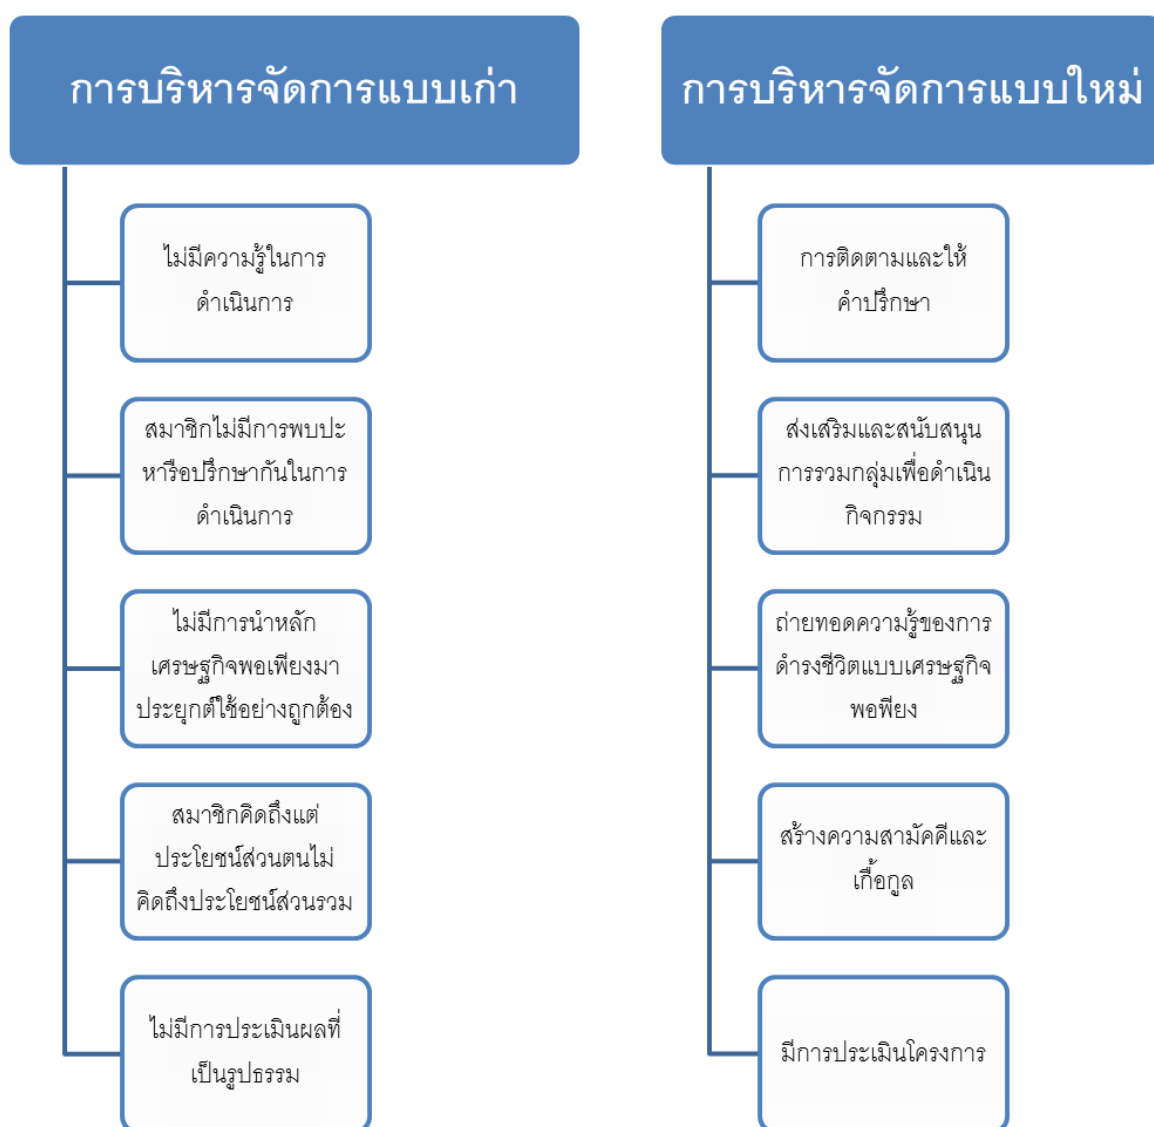 การบริหารจัดการแบบเก่า
ไม่มีความรู้ในการ
ดำเนินการ
สมาชิกไม่มีการพบปะ
หารือปรึกษากันในการ
ดำเนินการ
ไม่มีการนำหลัก
เศรษฐกิจพอเพียงมา
ประยุกต์ใช้อย่างถูกต้อง
สมาชิกคิดถึงแต่
ประโยชน์ส่วนตนไม่
คิดถึงประโยชน์ส่วนรวม
ไม่มีการประเมินผลที่
เป็นรูปธรรม
การบริหารจัดการแบบใหม่
การติดตามและให้
คำปรึกษา
ส่งเสริมและสนับสนุน
การรวมกลุ่มเพื่อดำเนิน
กิจกรรม
ถ่ายทอดความรู้ของการ
ดำรงชีวิตแบบเศรษฐกิจ
พอพียง
สร้างความสามัคคีและ
เกื้อกูล
มีการประเมินโครงการ